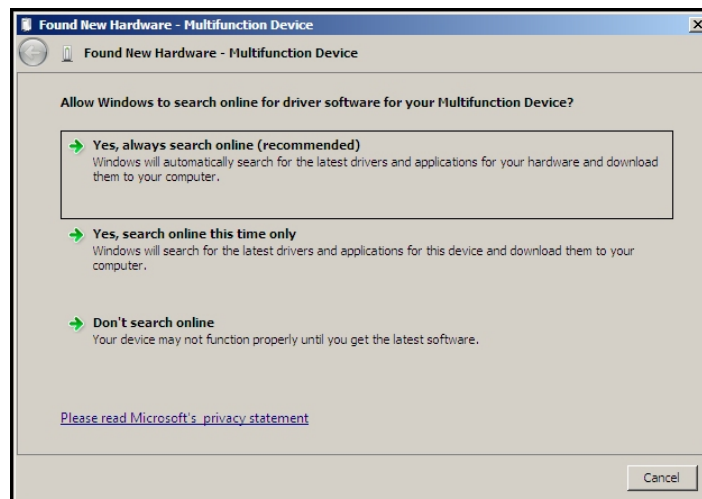 Found New Hardware - Multifunction Device
Found New Hardware - Multifunction Device
Allow Windows to search online for driver software for your Multifunction Device?
Yes, always search online (recommended)
Windows will automatically search for the latest drivers and applications for your hardware and download
them to your computer.
Yes, search online this time only
Windows will search for the latest drivers and applications for this device and download them to your
computer.
Don't search online
Your device may not function properly until you get the latest software.
Please read Microsoft's privacy statement
Cancel